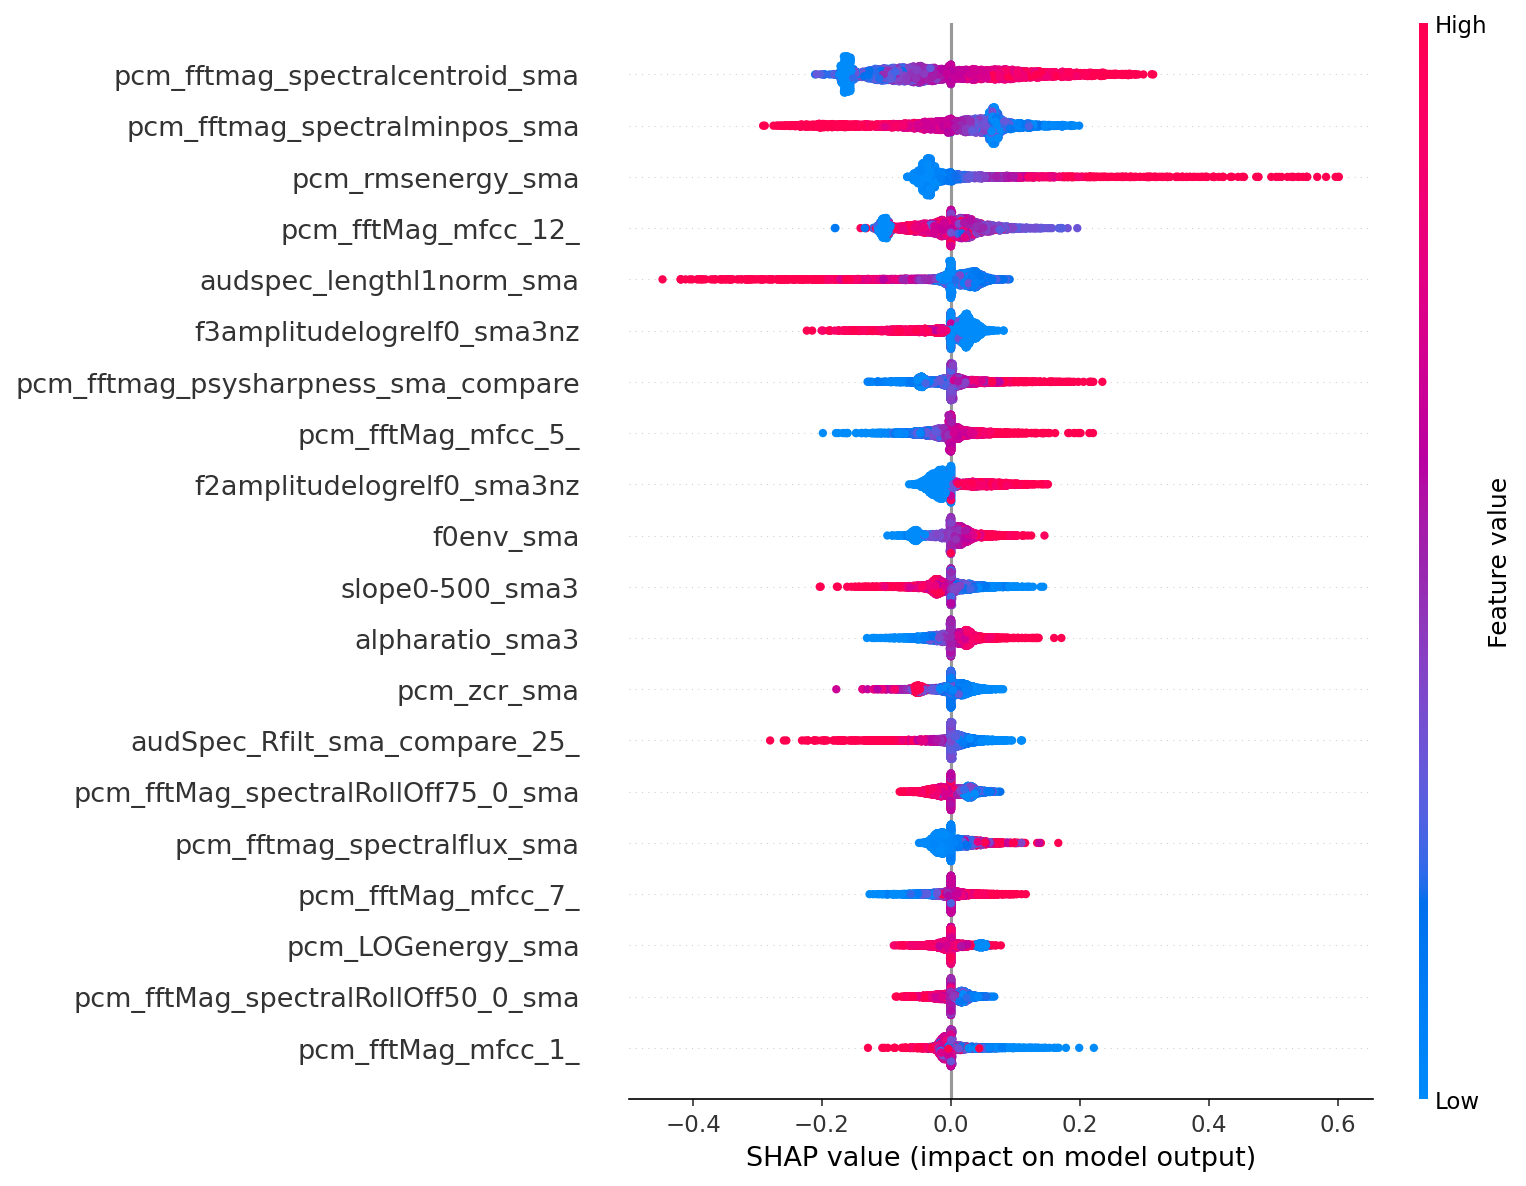 High
pcm_fftmag_spectralcentroid_sma
pcm_fftmag_spectralminpos_sma
pcm_rmsenergy_sma
pcm_fftMag_mfcc_12_
audspec_lengthl1norm_sma
f3amplitudelogrelf0_sma3nz
pcm_fftmag_psysharpness_sma_compare
pcm_fftMag_mfcc_5_
f2amplitudelogrelf0_sma3nz
f0env_sma
slope0-500_sma3
alpharatio_sma3
pcm_zcr_sma
audSpec_Rfilt_sma_compare_25_
pcm_fftMag_spectralRollOff75_0_sma
pcm_fftmag_spectralflux_sma
pcm_fftMag_mfcc_7_
pcm_LOGenergy_sma
pcm_fftMag_spectralRollOff50_0_sma
pcm_fftMag_mfcc_1_
Feature value
Low
−0.4 −0.2 0.0 0.2 0.4 0.6
SHAP value (impact on model output)